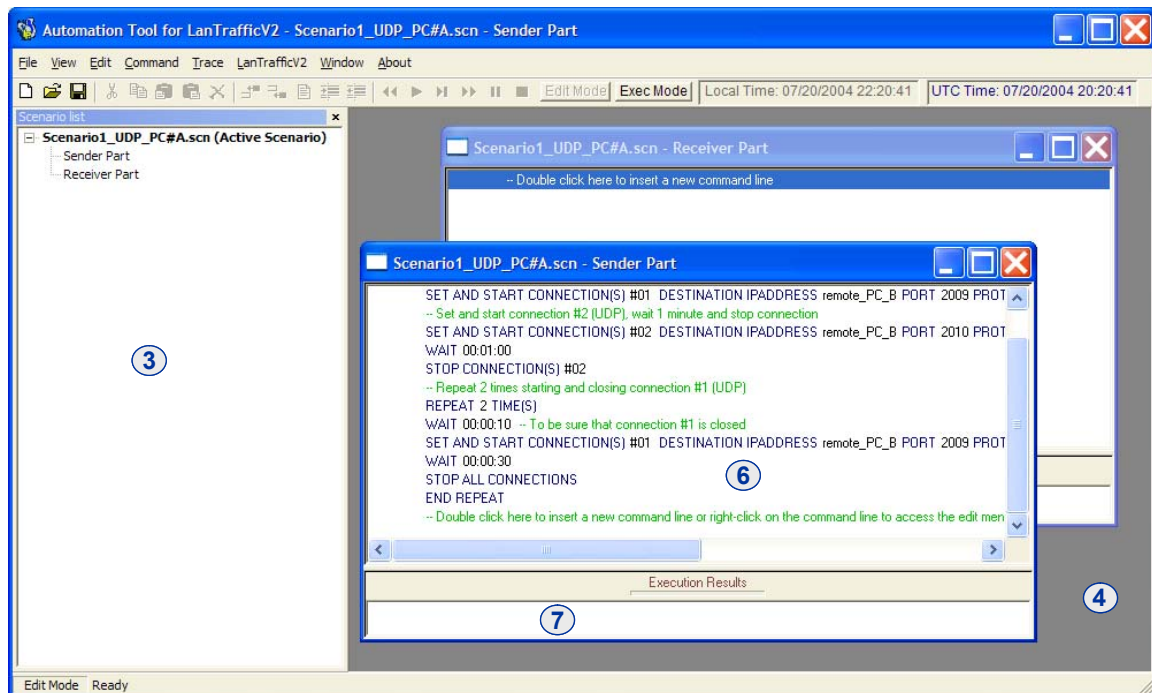 Automation Tool for LanTrafficV2 - Scenario1_UDP_PC#A.scn - Sender Part
File View Edit Command Trace LanTrafficV2 Window About
Edit Mode Exec Mode Local Time: 07/20/2004 22:20:41 UTC Time: 07/20/2004 20:20:41
Scenario list
Scenario1_UDP_PC#A.scn (Active Scenario)
Sender Part
Receiver Part
3
Scenario1_UDP_PC#A.scn - Receiver Part
-- Double click here to insert a new command line
Scenario1_UDP_PC#A.scn - Sender Part
SET AND START CONNECTION(S) #01 DESTINATION IPADDRESS remote_PC_B PORT 2009 PROT
-- Set and start connection #2 (UDP), wait 1 minute and stop connection
SET AND START CONNECTION(S) #02 DESTINATION IPADDRESS remote_PC_B PORT 2010 PROT
WAIT 00:01:00
STOP CONNECTION(S) #02
-- Repeat 2 times starting and closing connection #1 (UDP)
REPEAT 2 TIME(S)
WAIT 00:00:10 -- To be sure that connection #1 is closed
SET AND START CONNECTION(S) #01 DESTINATION IPADDRESS remote_PC_B PORT 2009 PROT
WAIT 00:00:30
STOP ALL CONNECTIONS
END REPEAT
-- Double click here to insert a new command line or right-click on the command line to access the edit men
6
Execution Results
7
4
Edit Mode Ready